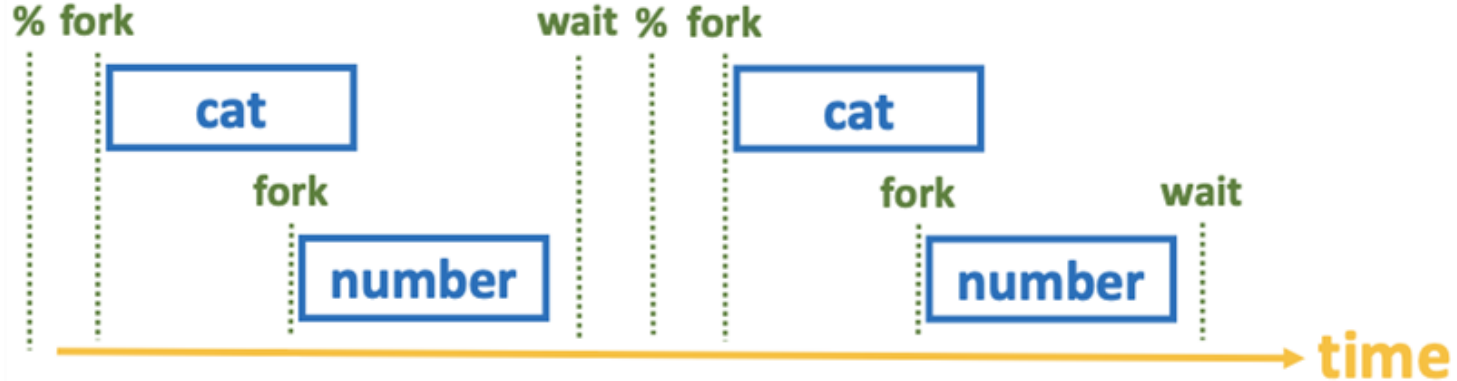 % fork wait % fork
cat cat
fork fork wait
number number
time